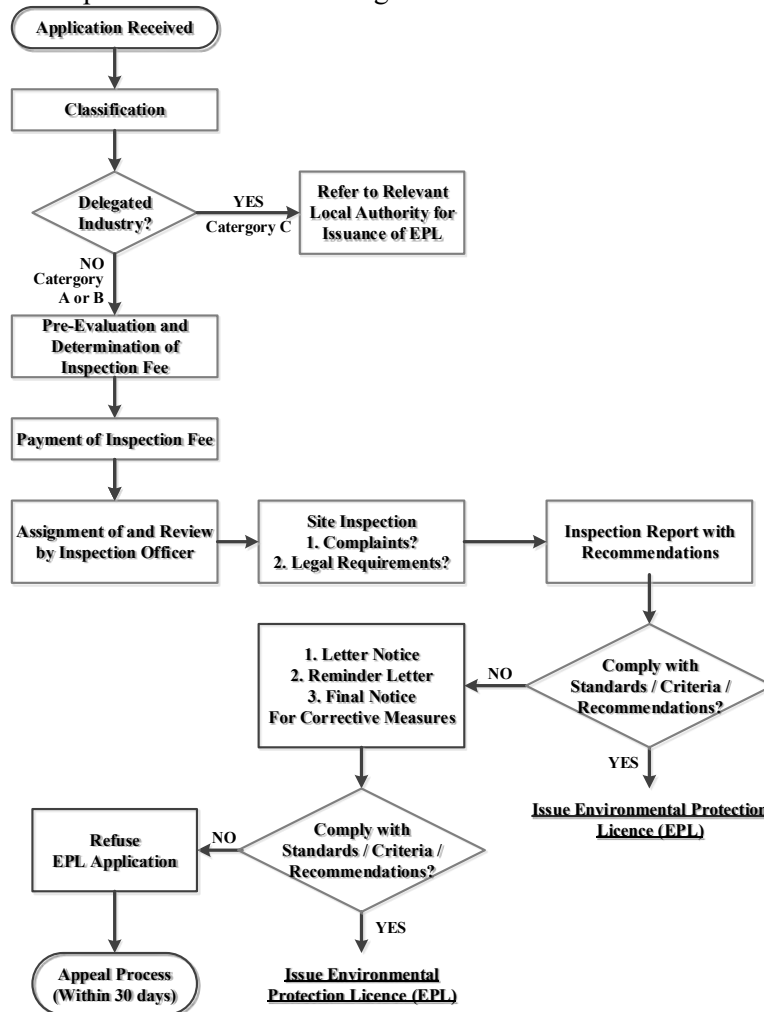 Application Received
Classification
Delegated
Industry?
YES
Catergory C
Refer to Relevant
Local Authority for
Issuance of EPL
NO
Catergory
A or B
Pre-Evaluation and
Determination of
Inspection Fee
Payment of Inspection Fee
Assignment of and Review
by Inspection Officer
Site Inspection
1. Complaints?
2. Legal Requirements?
Inspection Report with
Recommendations
Comply with
Standards / Criteria /
Recommendations?
NO
YES
Issue Environmental Protection
Licence (EPL)
1. Letter Notice
2. Reminder Letter
3. Final Notice
For Corrective Measures
Comply with
Standards / Criteria /
Recommendations?
NO
YES
Refuse
EPL Application
Appeal Process
(Within 30 days)
Issue Environmental
Protection Licence (EPL)